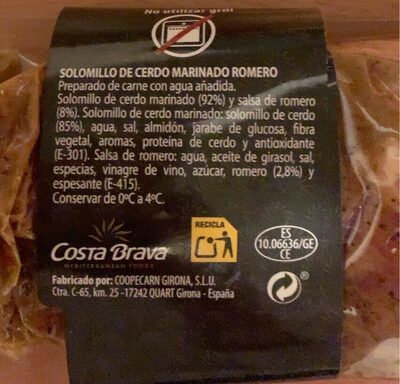 No utilizar grill
SOLOMILLO DE CERDO MARINADO ROMERO
Preparado de carne con agua añadida.
Solomillo de cerdo marinado (92%) y salsa de romero
(8%). Solomillo de cerdo marinado: solomillo de cerdo
(85%), agua, sal, almidón, jarabe de glucosa, fibra
vegetal, aromas, proteína de cerdo y antioxidante
(E-301). Salsa de romero: agua, aceite de girasol, sal,
especias, vinagre de vino, azúcar, romero (2,8%) y
espesante (E-415).
Conservar de 0ºC a 4ºC.
RECICLA
ES
10.06636/GE
CE
COSTA BRAVA
MEDITERRANEAN FOODS
Fabricado por: COOPECARN GIRONA, S.L.U.
Ctra. C-65, km. 25 -17242 QUART Girona - España